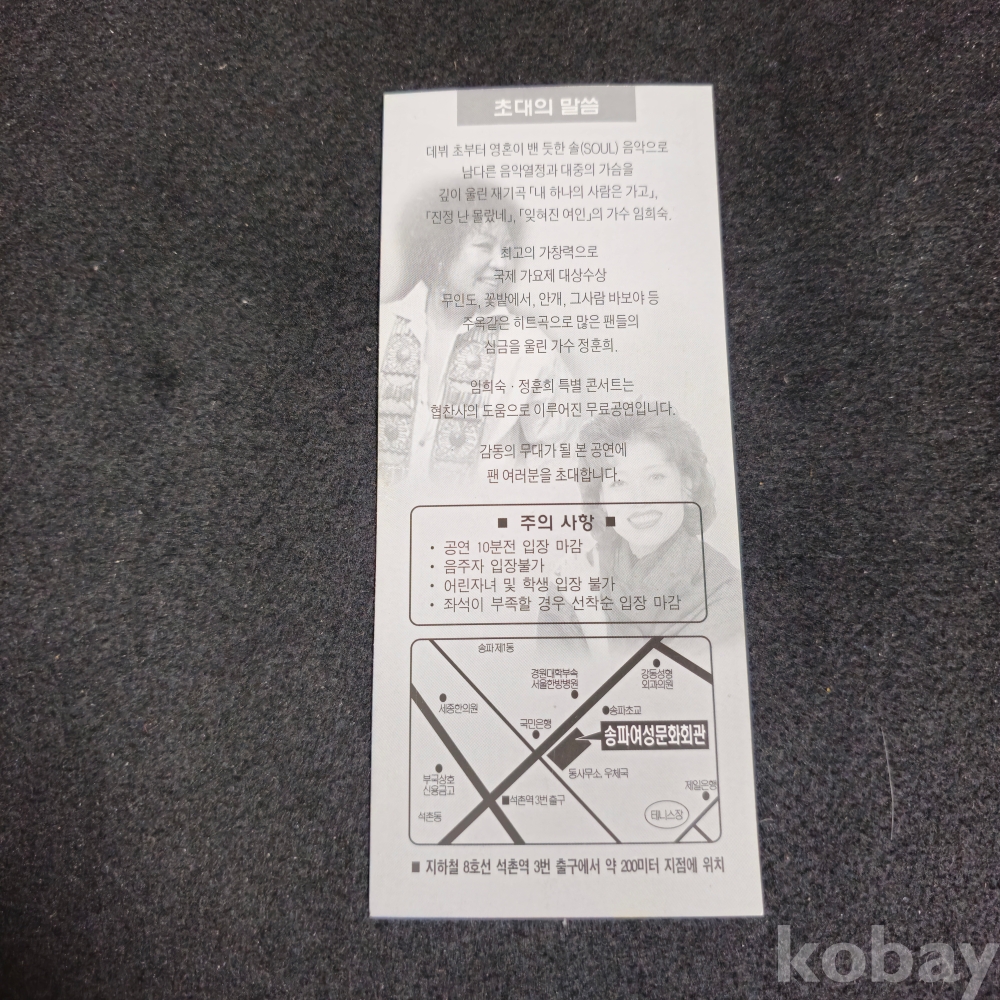 초대의 말씀
데뷔 초부터 영혼이 밴 듯한 솔(SOUL) 음악으로
남다른 음악열정과 대중의 가슴을
깊이 울린 재기곡 「내 하나의 사람은 가고」,
「진정 난 몰랐네」, 「잊혀진 여인」의 가수 임희숙.
최고의 가창력으로
국제 가요제 대상수상
무인도, 꽃밭에서, 안개, 그사람 바보야 등
주옥같은 히트곡으로 많은 팬들의
심금을 울린 가수 정훈희.
임희숙 · 정훈희 특별 콘서트는
협찬사의 도움으로 이루어진 무료공연입니다.
감동의 무대가 될 본 공연에
팬 여러분을 초대합니다.
■ 주의 사항 ■
• 공연 10분전 입장 마감
• 음주자 입장불가
• 어린자녀 및 학생 입장 불가
• 좌석이 부족할 경우 선착순 입장 마감
송파 제1동
경원대학부속
서울한방병원
강동성형
외과의원
세종한의원
송파초교
국민은행
송파여성문화회관
동사무소, 우체국
부국상호
신용금고
제일은행
석촌역 3번 출구
석촌동
테니스장
■ 지하철 8호선 석촌역 3번 출구에서 약 200미터 지점에 위치
kobay